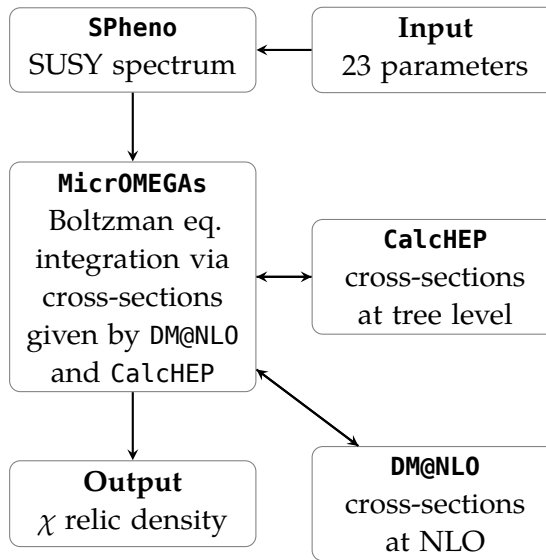 SPheno
SUSY spectrum
Input
23 parameters
MicrOMEGAs
Boltzman eq.
integration via
cross-sections
given by DM@NLO
and CalcHEP
CalcHEP
cross-sections
at tree level
Output
χ relic density
DM@NLO
cross-sections
at NLO